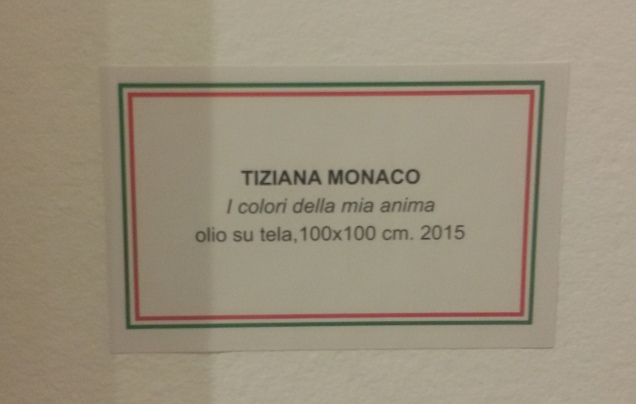 TIZIANA MONACO
I colori della mia anima
olio su tela,100x100 cm. 2015